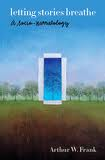 letting stories breathe
a socio-narratology
Arthur W. Frank